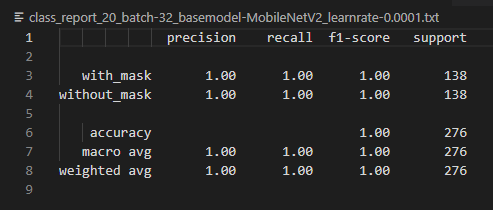 class_report_20_batch-32_basemodel-MobileNetV2_learnrate-0.0001.txt
1 precision recall f1-score support
2
3 with_mask 1.00 1.00 1.00 138
4 without_mask 1.00 1.00 1.00 138
5
6 accuracy 1.00 276
7 macro avg 1.00 1.00 1.00 276
8 weighted avg 1.00 1.00 1.00 276
9